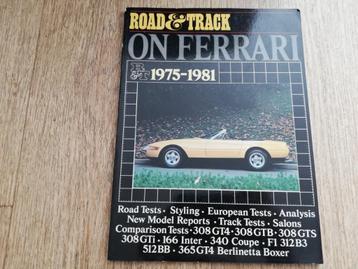 ROAD & TRACK
ON FERRARI
R&T 1975-1981
Road Tests • Styling • European Tests • Analysis
New Model Reports • Track Tests • Salons
Comparison Tests • 308 GT4 • 308 GTB • 308 GTS
308 GTi • 166 Inter • 340 Coupe • F1 312 B3
512 BB • 365 GT4 Berlinetta Boxer